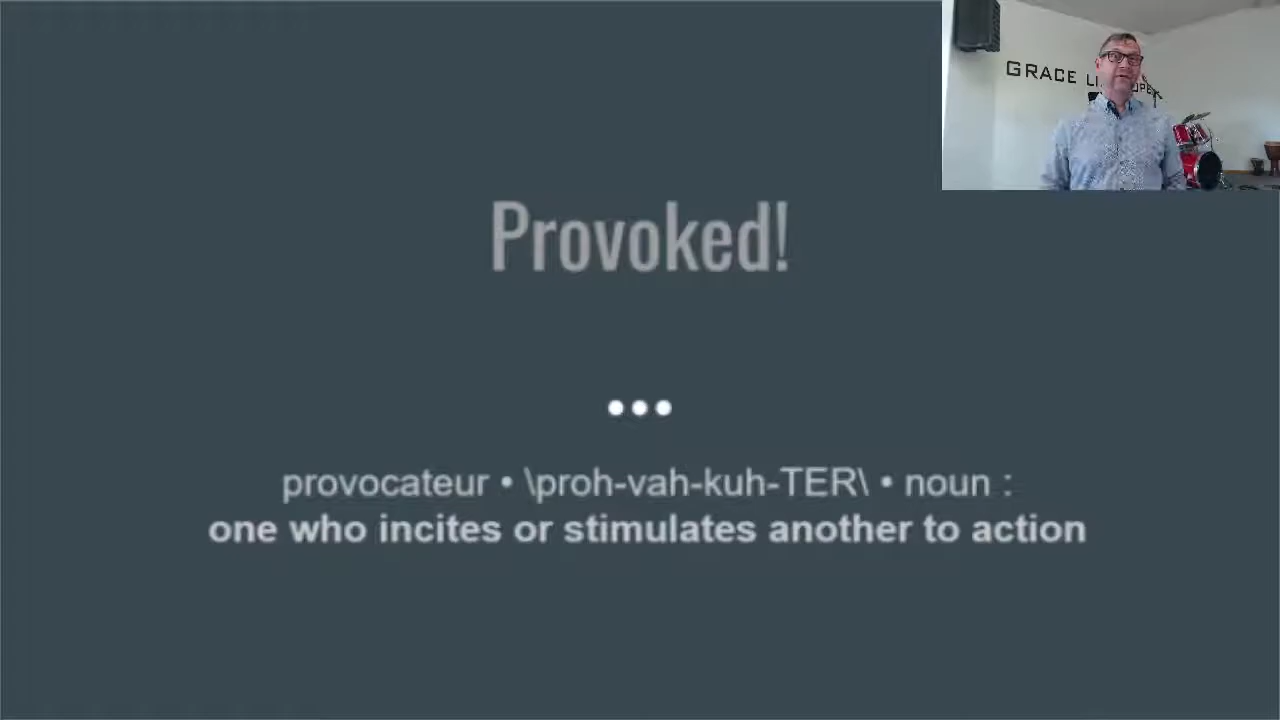 GRACE
Provoked!
provocateur • \proh-vah-kuh-TER\ • noun :
one who incites or stimulates another to action